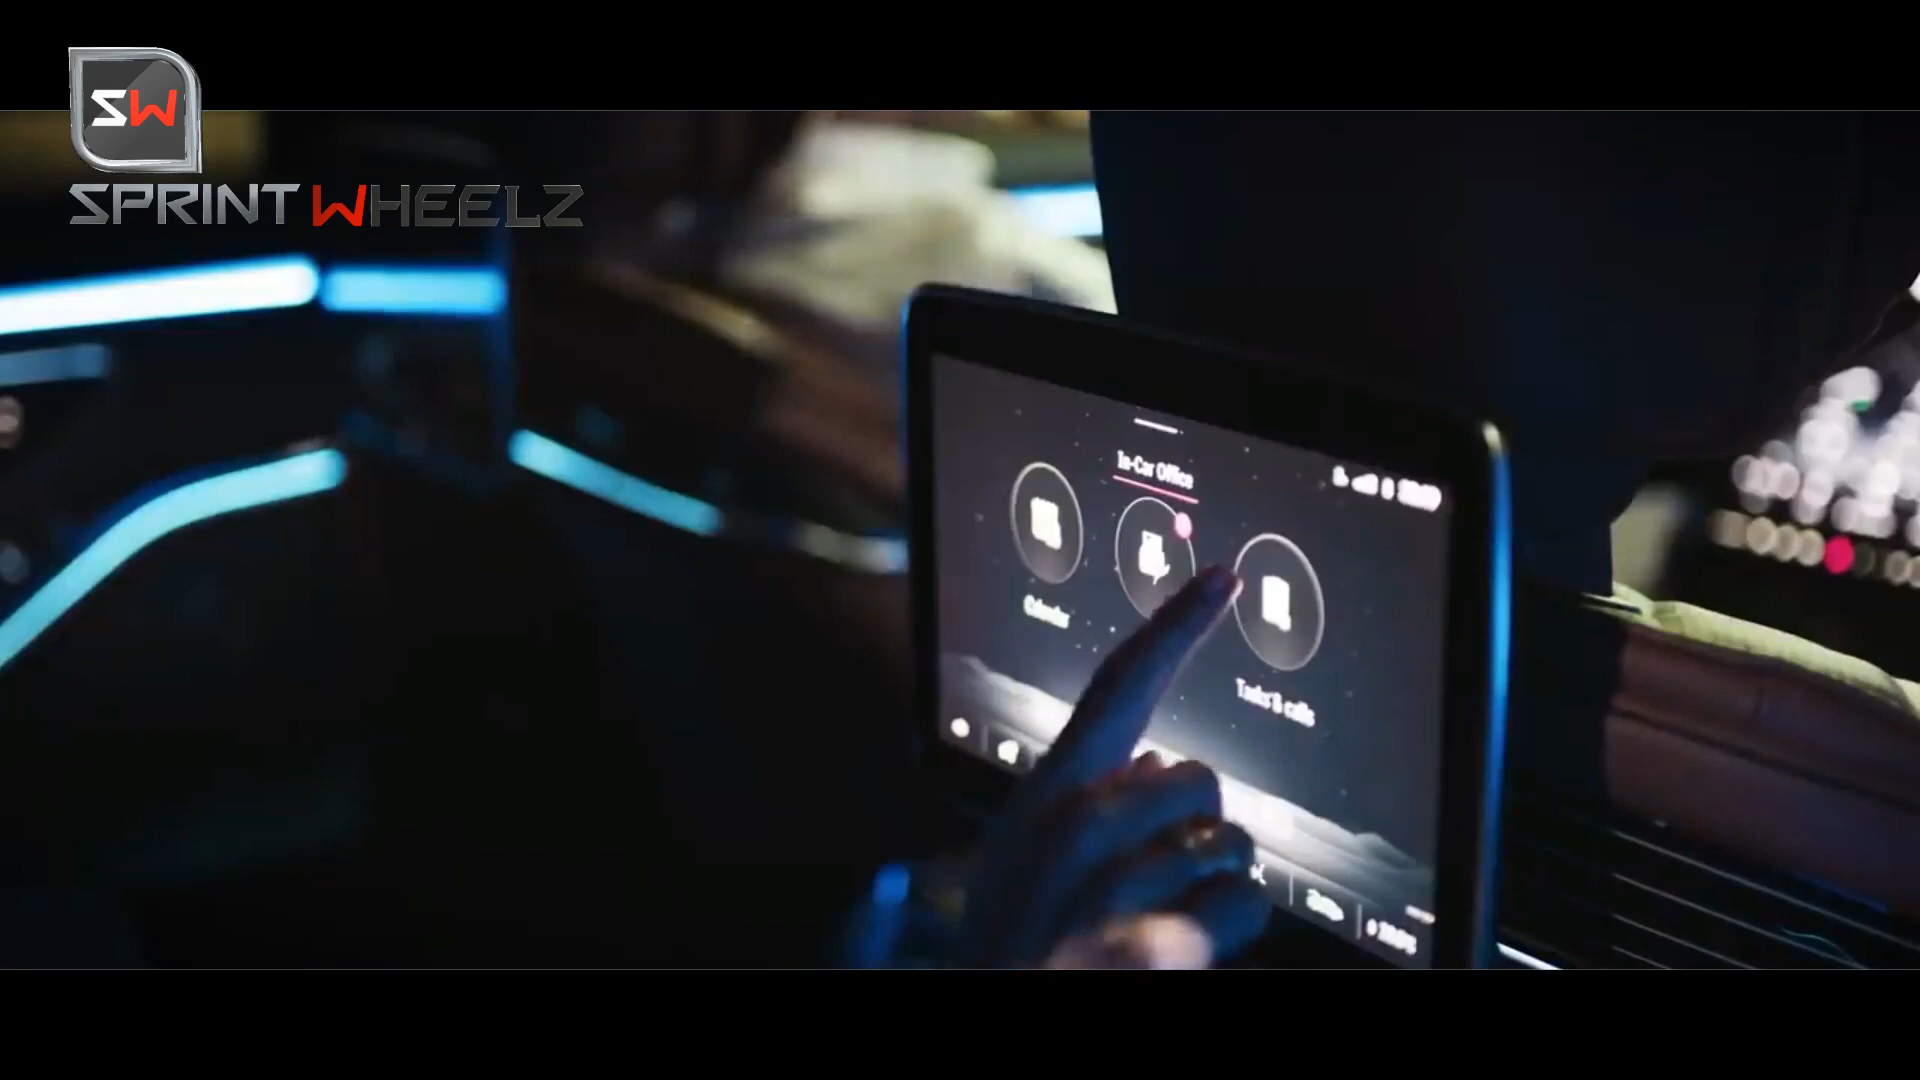 SW
SPRINT WHEELZ
In-Car Office
Calendar
Tasks & calls